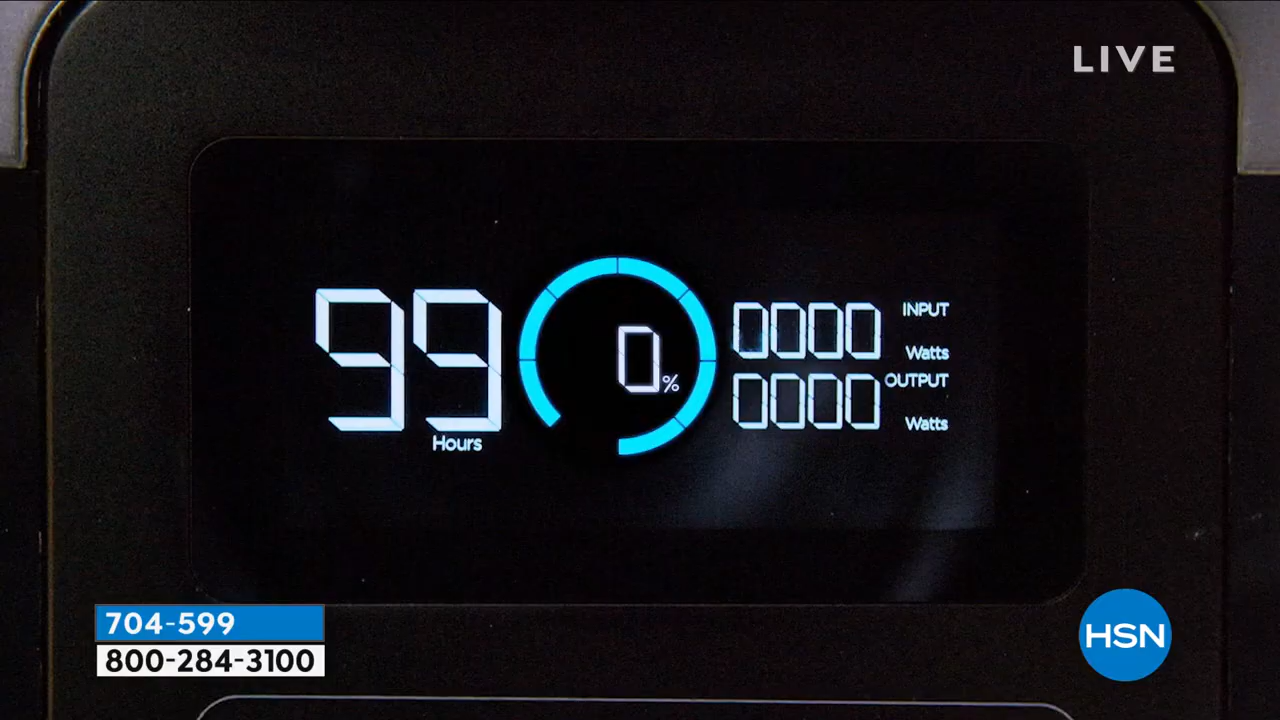 LIVE
99
Hours
0%
0000 INPUT
Watts
0000 OUTPUT
Watts
704-599
800-284-3100
HSN